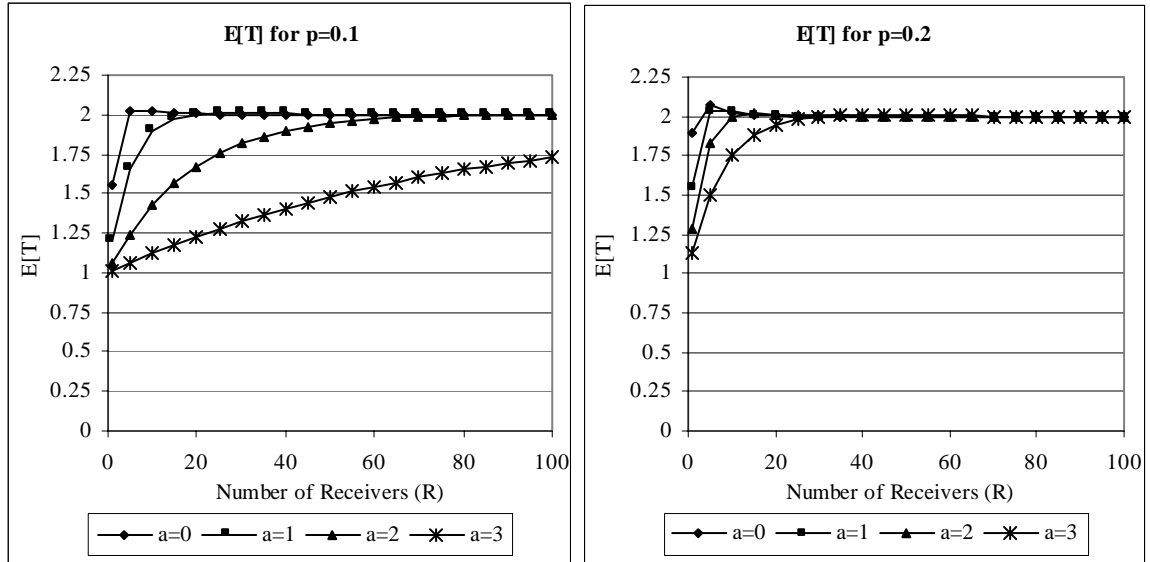 E[T] for p=0.1
2.25
2
1.75
1.5
1.25
1
0.75
0.5
0.25
0
E[T]
0 20 40 60 80 100
Number of Receivers (R)
a=0 a=1 a=2 a=3
E[T] for p=0.2
2.25
2
1.75
1.5
1.25
1
0.75
0.5
0.25
0
E[T]
0 20 40 60 80 100
Number of Receivers (R)
a=0 a=1 a=2 a=3